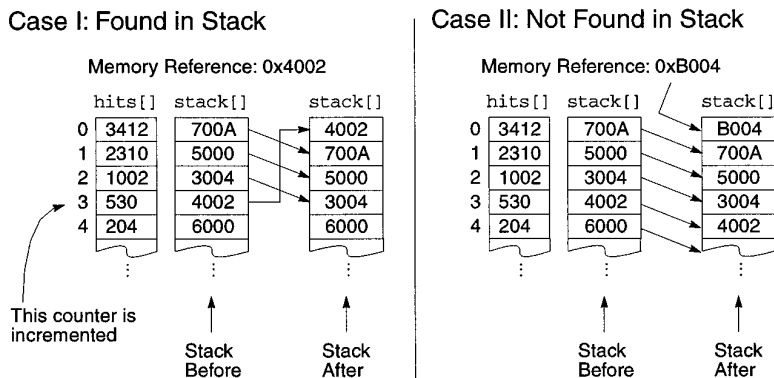 Case I: Found in Stack
Memory Reference: 0x4002
hits[] stack[] stack[]
0 3412 700A 4002
1 2310 5000 700A
2 1002 3004 5000
3 530 4002 3004
4 204 6000 6000
This counter is
incremented
Stack
Before
Stack
After
Case II: Not Found in Stack
Memory Reference: 0xB004
hits[] stack[] stack[]
0 3412 700A B004
1 2310 5000 700A
2 1002 3004 5000
3 530 4002 3004
4 204 6000 4002
Stack
Before
Stack
After